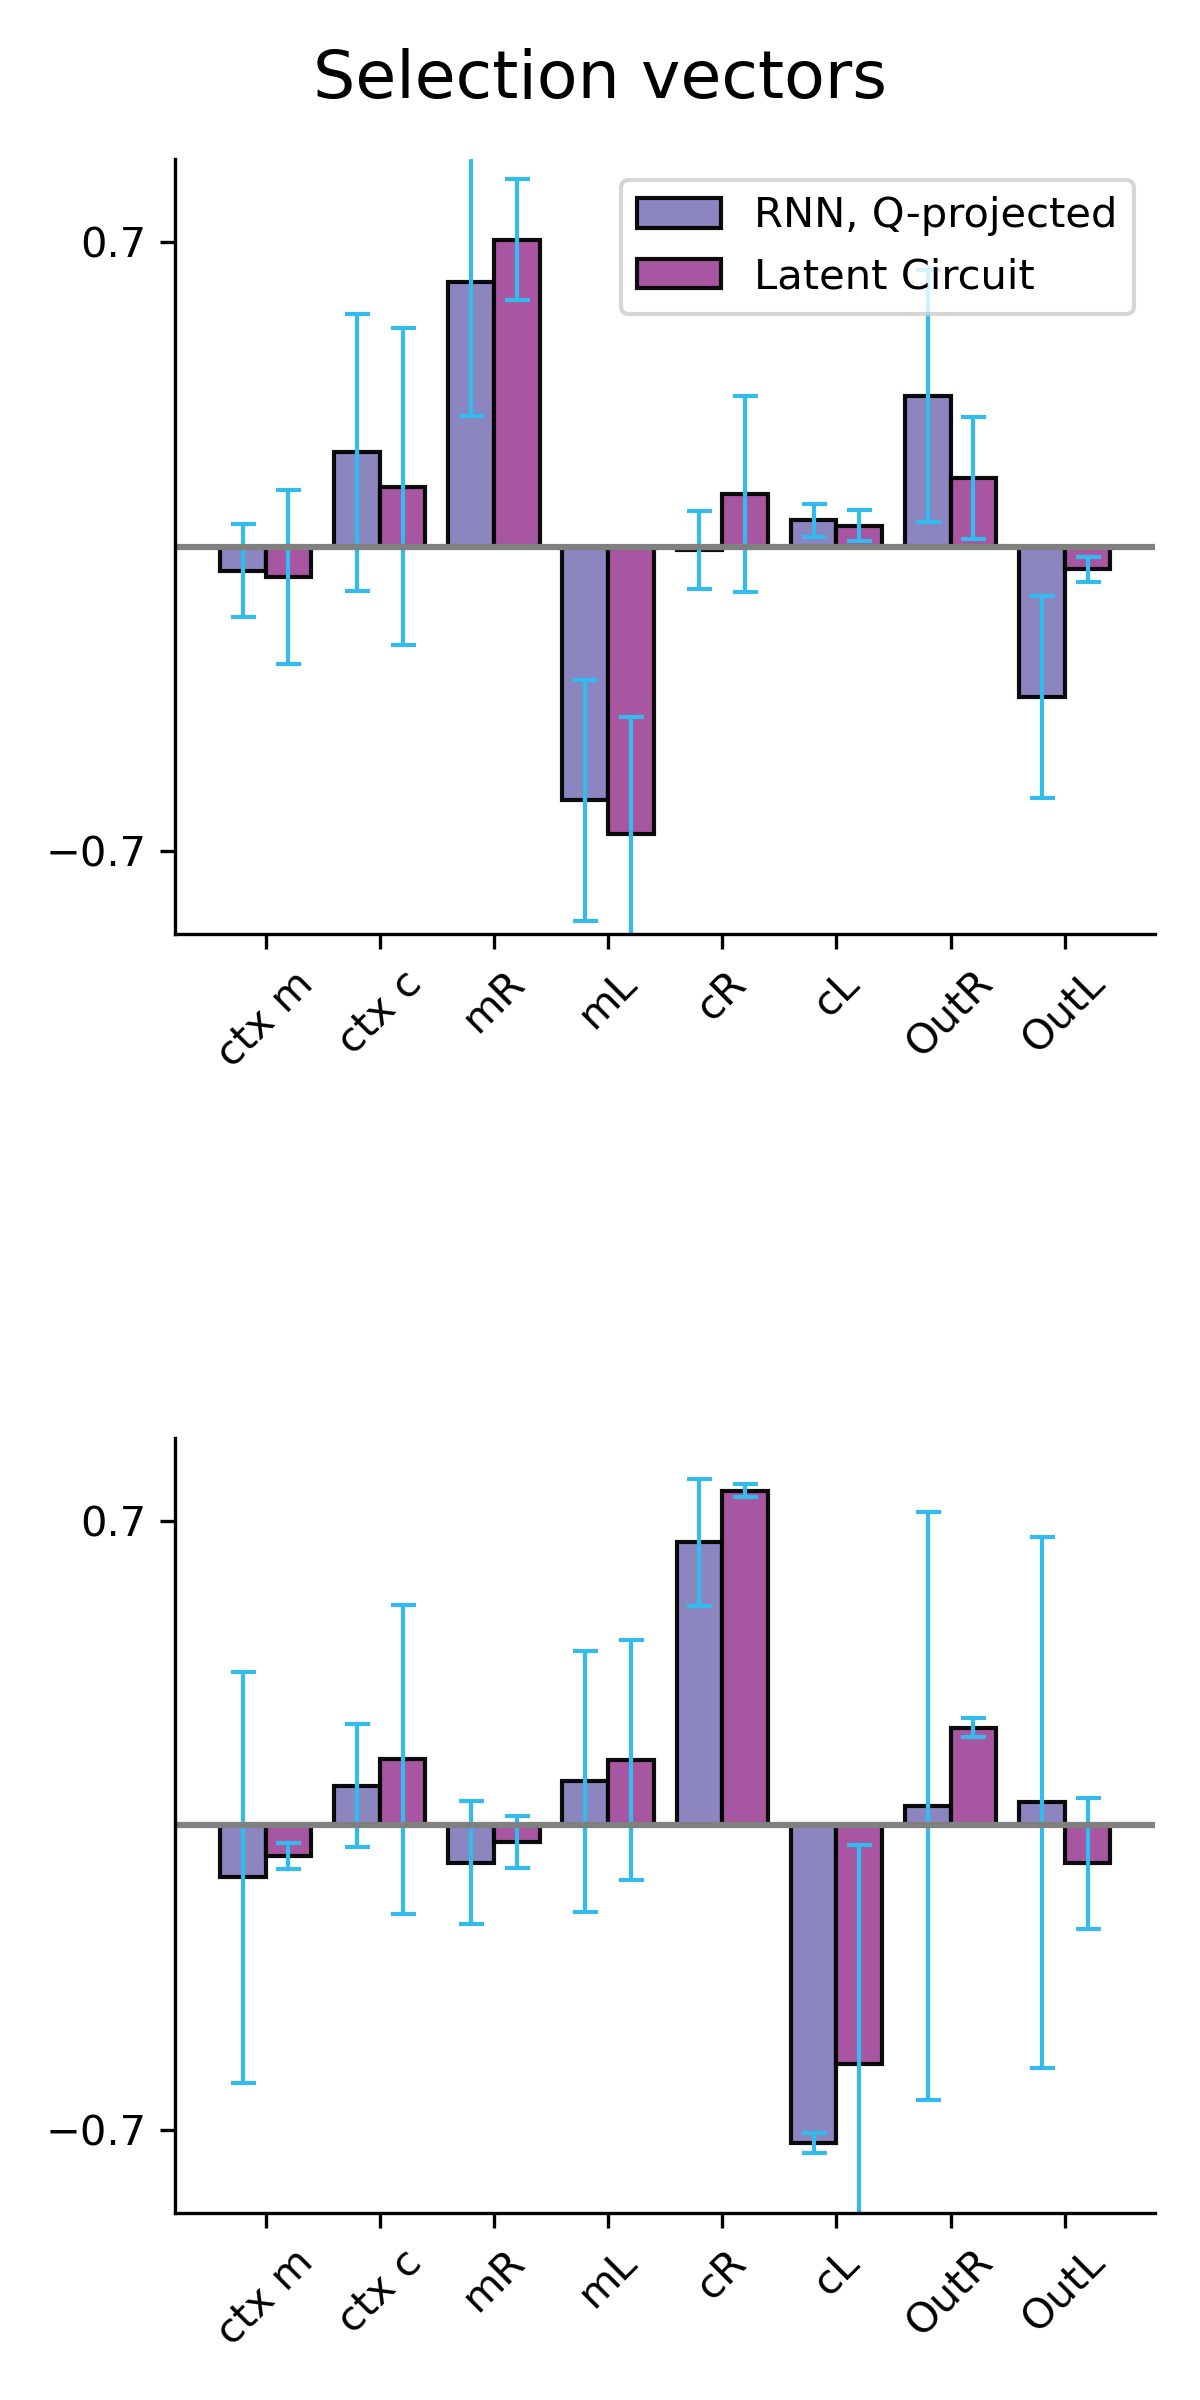 Selection vectors
0.7
−0.7
RNN, Q-projected
Latent Circuit
ctx m
ctx c
mR
mL
cR
cL
OutR
OutL
0.7
−0.7
ctx m
ctx c
mR
mL
cR
cL
OutR
OutL